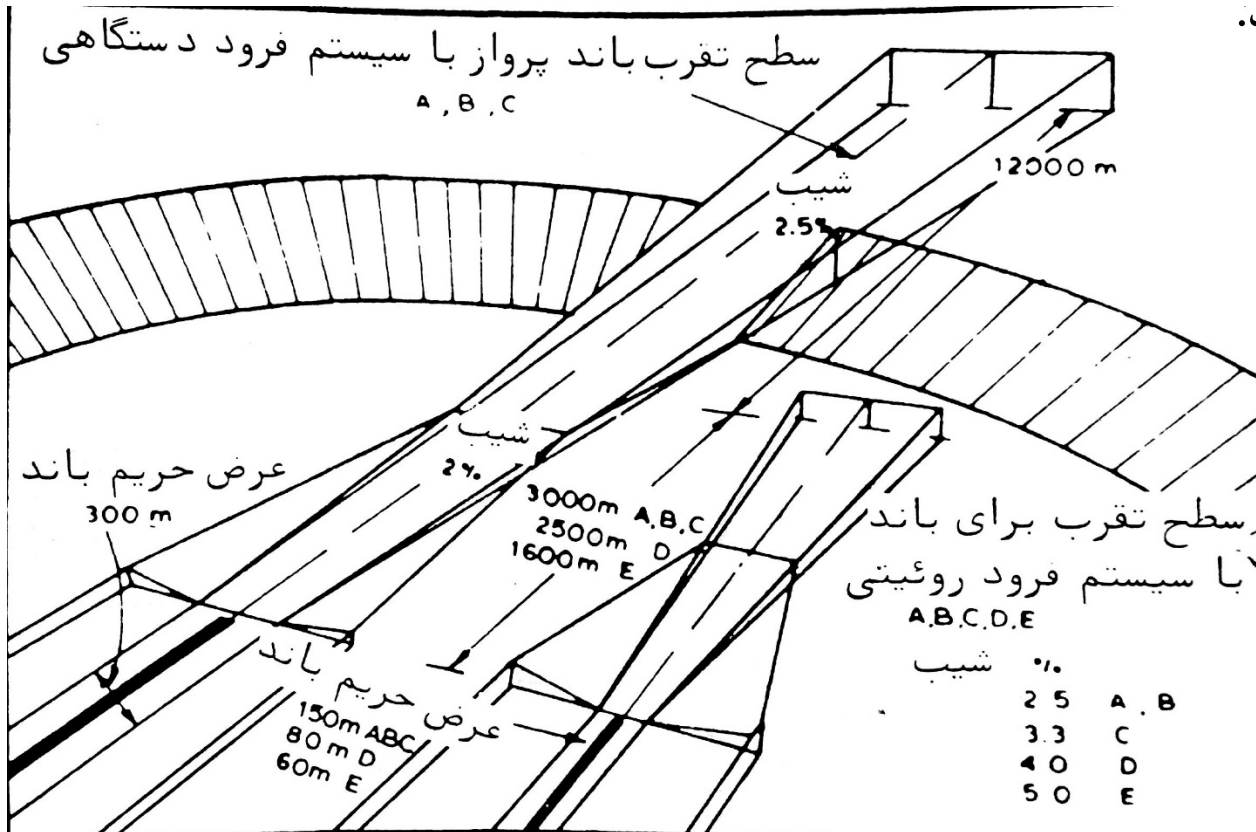 سطح تقرب باند پرواز با سیستم فرود دستگاهی
A, B, C
12000 m
شیب
2.5%
شیب
2%
عرض حریم باند
300 m
3000m A,B,C
2500m D
1600m E
سطح تقرب برای باند
با سیستم فرود روئیتی
A.B.C.D.E
شیب %
2 5 A, B
3.3 C
4 0 D
5 0 E
عرض حریم باند
150m ABC
80m D
60m E